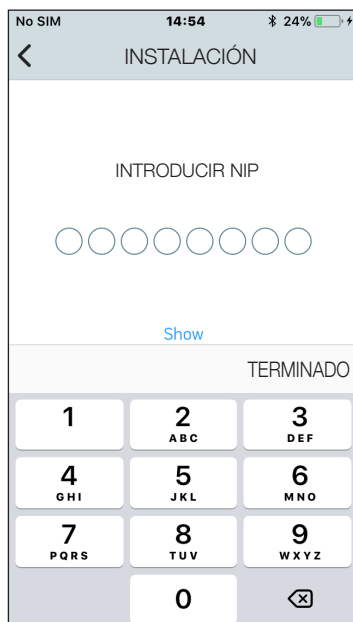 No SIM 14:54 24%
INSTALACIÓN
INTRODUCIR NIP
Show
TERMINADO
1 2 3
ABC DEF
4 5 6
GHI JKL MNO
7 8 9
PQRS TUV WXYZ
0